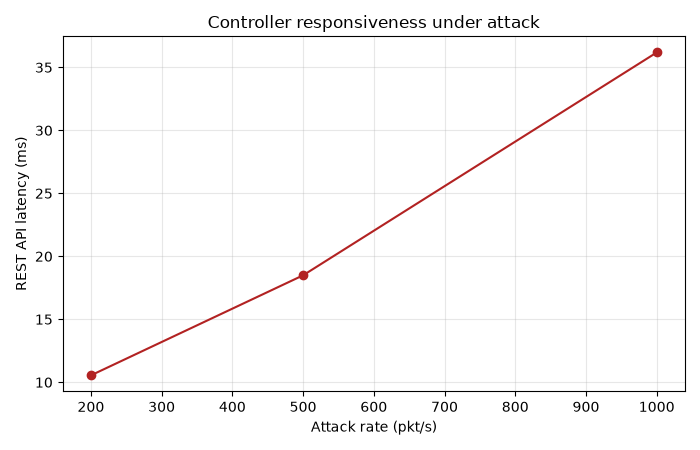 Controller responsiveness under attack
REST API latency (ms)
35
30
25
20
15
10
200 300 400 500 600 700 800 900 1000
Attack rate (pkt/s)